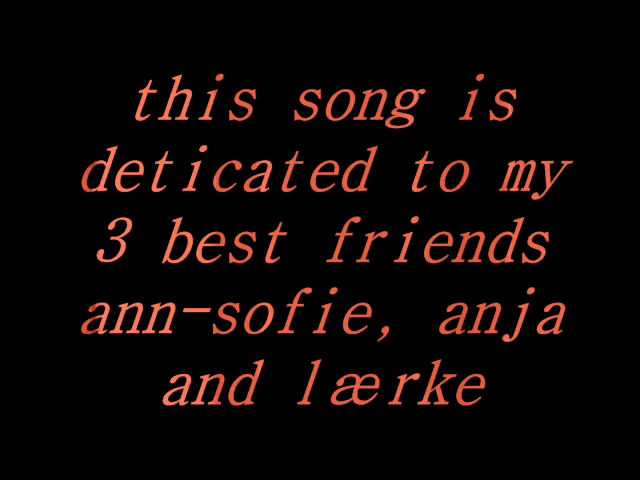 this song is
deticated to my
3 best friends
ann-sofie, anja
and lærke